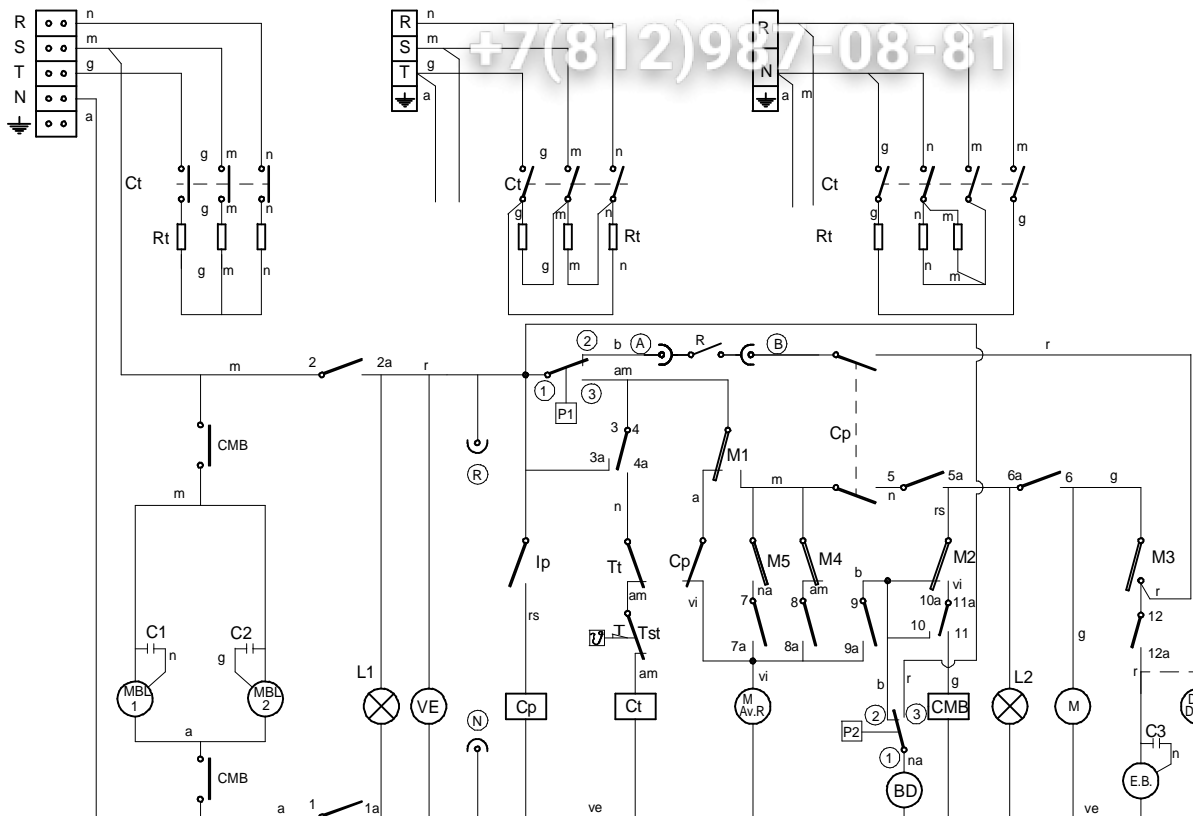 +7(812)987-08-81
R n R n R
S m S m
T g T g N
N a a a m
a
g m n g m n g n m m
Ct Ct Ct
g m n g m n g n m g
Rt Rt Rt
g m n g m n n m
2 b A R B r
m 2 2a r 1 am
P1 3
CMB 3 4 M1 Cp
3a 4a 5 5a 6a 6 g
R m n
m a rs
n
Ip Tt Cp M5 M4 b M2 M3
vi na am vi r
am 7 8 9 10a 11a 12
rs T Tst 10 11 g
C1 C2 ϑ 7a 8a 9a 12a
n g am vi b r g r
MBL 1 MBL 2 L1 VE N Cp Ct M Av.R 2 3 CMB L2 M D D
P2 C3
a 1 na n
CMB BD E.B.
a 1 1a ve ve